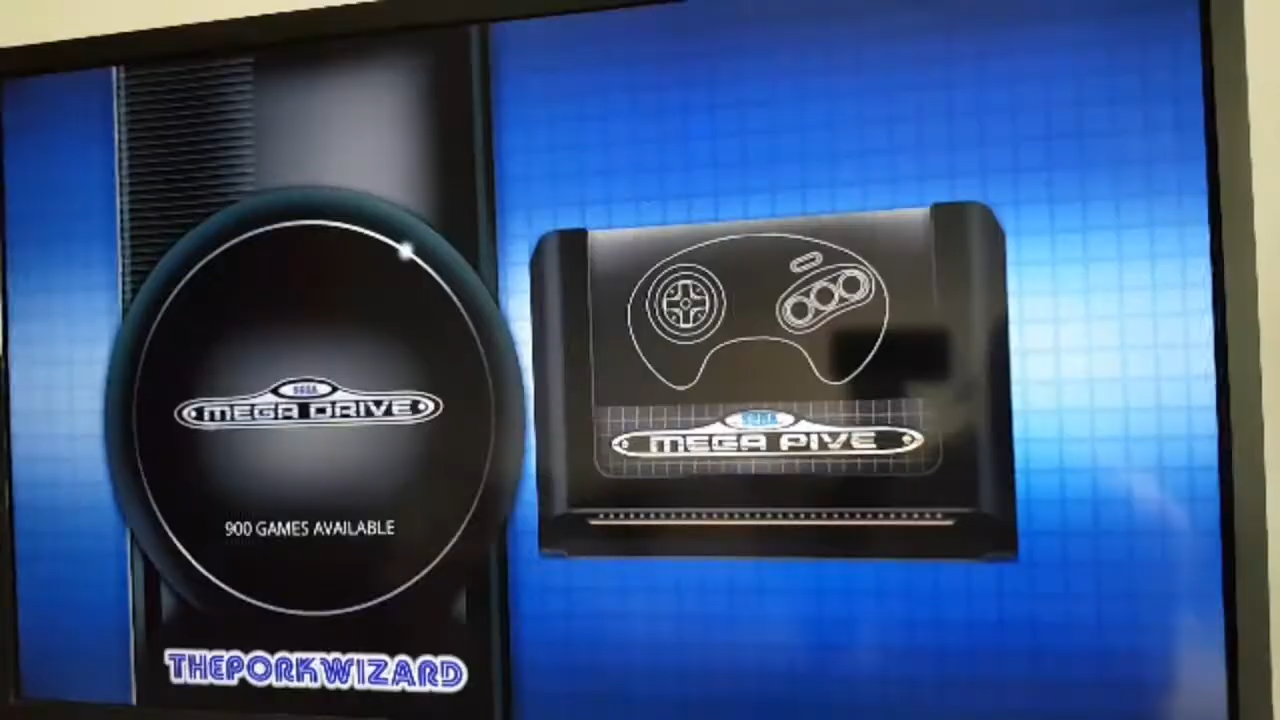 SEGA
MEGA DRIVE
900 GAMES AVAILABLE
THEPORKWIZARD
SEGA
MEGA PIVE